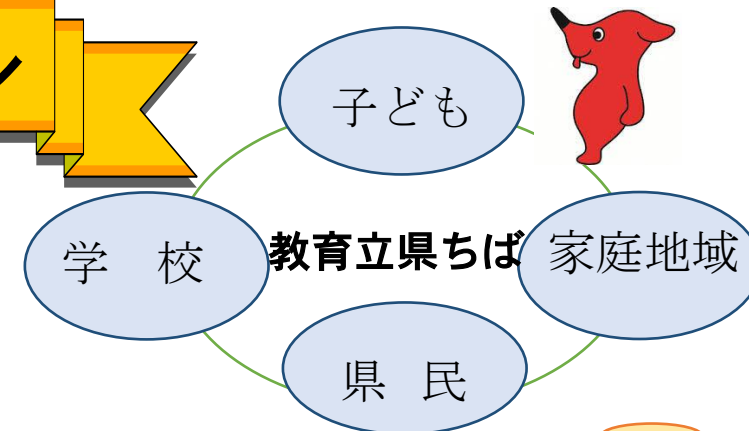 子ども
学　校
教育立県ちば
家庭地域
県　民